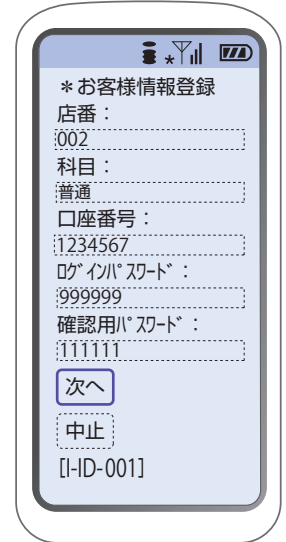 ＊お客様情報登録
店番：
002
科目：
普通
口座番号：
1234567
ﾛｸﾞｲﾝﾊﾟｽﾜｰﾄﾞ：
999999
確認用ﾊﾟｽﾜｰﾄﾞ：
111111
次へ
中止
[I-ID-001]